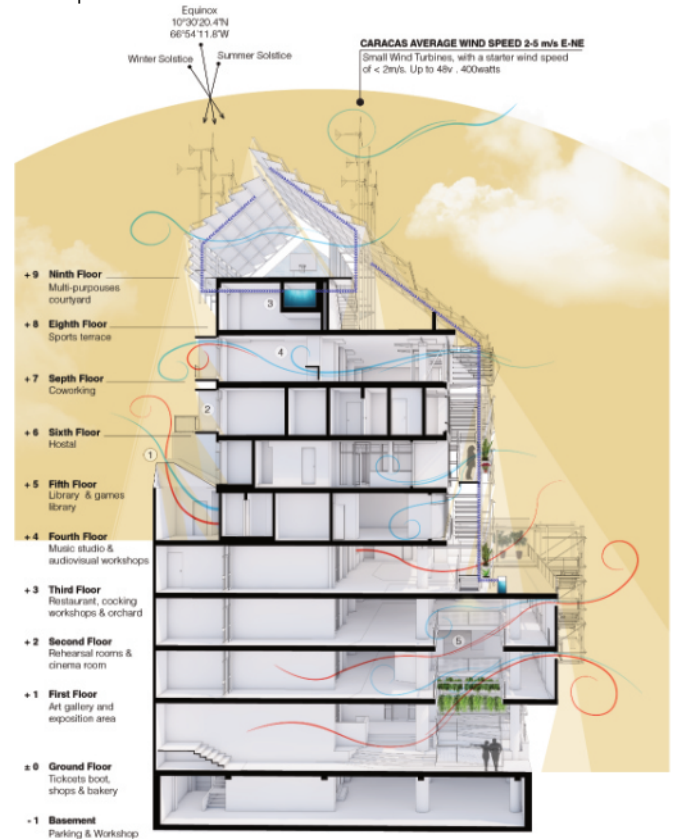 Equinox
10°30'20.4"N
66°54'11.8"W
Winter Solstice
Summer Solstice
CARACAS AVERAGE WIND SPEED 2-5 m/s E-NE
Small Wind Turbines, with a starter wind speed
of < 2m/s. Up to 48v . 400watts
+ 9 Ninth Floor
Multi-purpouses
courtyard
+ 8 Eighth Floor
Sports terrace
+ 7 Septh Floor
Coworking
+ 6 Sixth Floor
Hostal
+ 5 Fifth Floor
Library & games
library
+ 4 Fourth Floor
Music studio &
audiovisual workshops
+ 3 Third Floor
Restaurant, cocking
workshops & orchard
+ 2 Second Floor
Rehearsal rooms &
cinema room
+ 1 First Floor
Art gallery and
exposition area
± 0 Ground Floor
Tickcets boot,
shops & bakery
- 1 Basement
Parking & Workshop
3
4
2
1
5